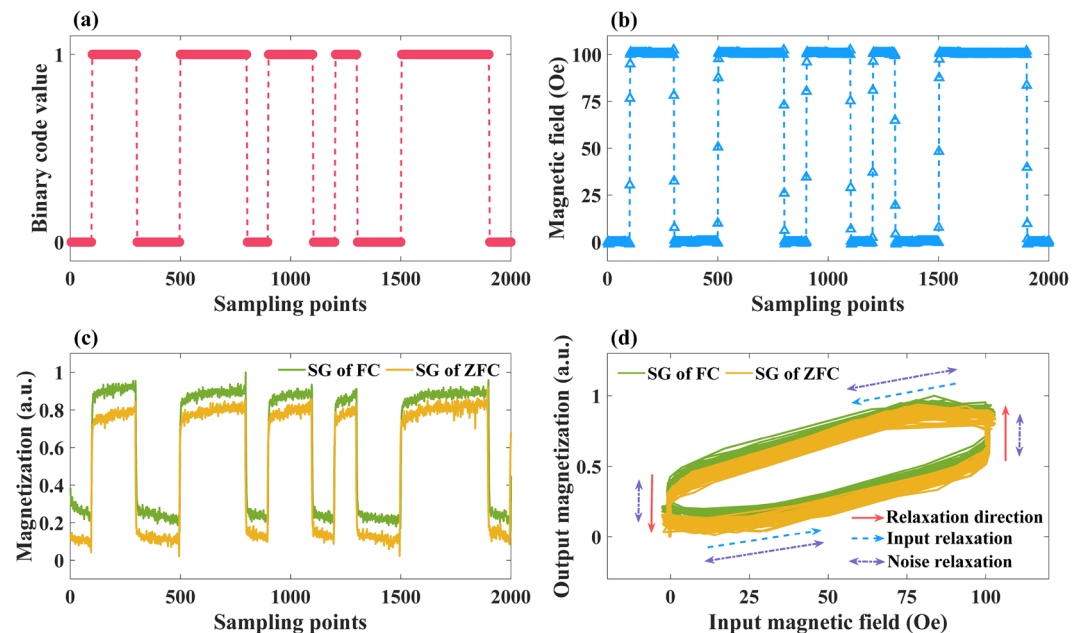 (a)
Binary code value
1
0
0
500
1000
1500
2000
Sampling points
(b)
Magnetic field (Oe)
100
75
50
25
0
0
500
1000
1500
2000
Sampling points
(c)
Magnetization (a.u.)
1
0.8
0.6
0.4
0.2
0
SG of FC
SG of ZFC
0
500
1000
1500
2000
Sampling points
(d)
Output magnetization (a.u.)
1
0.5
0
SG of FC
SG of ZFC
Relaxation direction
Input relaxation
Noise relaxation
0
25
50
75
100
Input magnetic field (Oe)